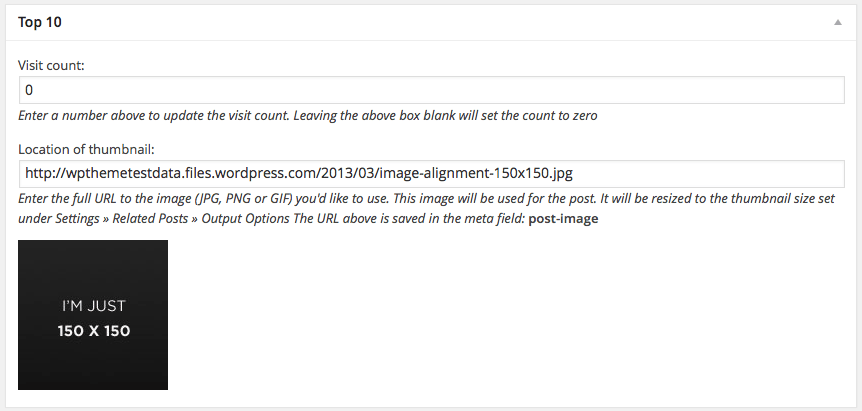 Top 10
Visit count:
0
Enter a number above to update the visit count. Leaving the above box blank will set the count to zero
Location of thumbnail:
http://wpthemetestdata.files.wordpress.com/2013/03/image-alignment-150x150.jpg
Enter the full URL to the image (JPG, PNG or GIF) you'd like to use. This image will be used for the post. It will be resized to the thumbnail size set
under Settings » Related Posts » Output Options The URL above is saved in the meta field: post-image
I'M JUST
150 X 150